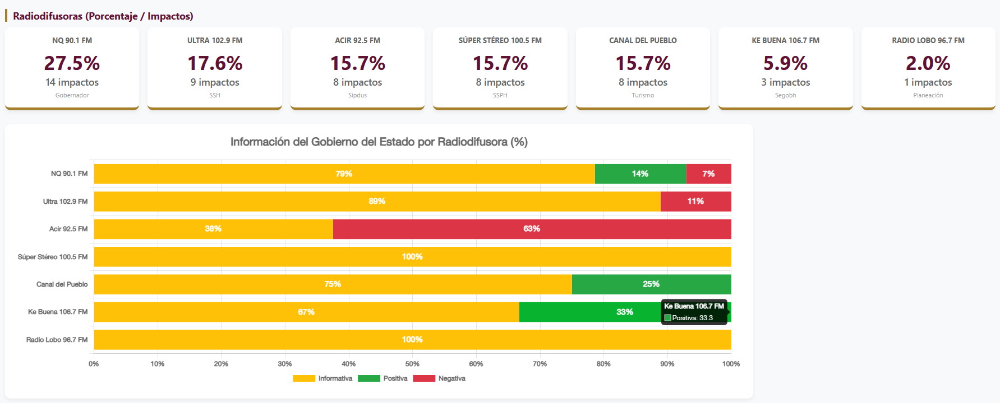 Radiodifusoras (Porcentaje / Impactos)
NQ 90.1 FM
27.5%
14 impactos
Gobernador
ULTRA 102.9 FM
17.6%
9 impactos
SSH
ACIR 92.5 FM
15.7%
8 impactos
Sipdus
SÚPER STÉREO 100.5 FM
15.7%
8 impactos
SSPH
CANAL DEL PUEBLO
15.7%
8 impactos
Turismo
KE BUENA 106.7 FM
5.9%
3 impactos
Segobh
RADIO LOBO 96.7 FM
2.0%
1 impactos
Planeación
Información del Gobierno del Estado por Radiodifusora (%)
NQ 90.1 FM 79% 14% 7%
Ultra 102.9 FM 89% 11%
Acir 92.5 FM 38% 63%
Súper Stéreo 100.5 FM 100%
Canal del Pueblo 75% 25%
Ke Buena 106.7 FM 67% 33%
Ke Buena 106.7 FM
Positiva: 33.3
Radio Lobo 96.7 FM 100%
0% 10% 20% 30% 40% 50% 60% 70% 80% 90% 100%
Informativa Positiva Negativa